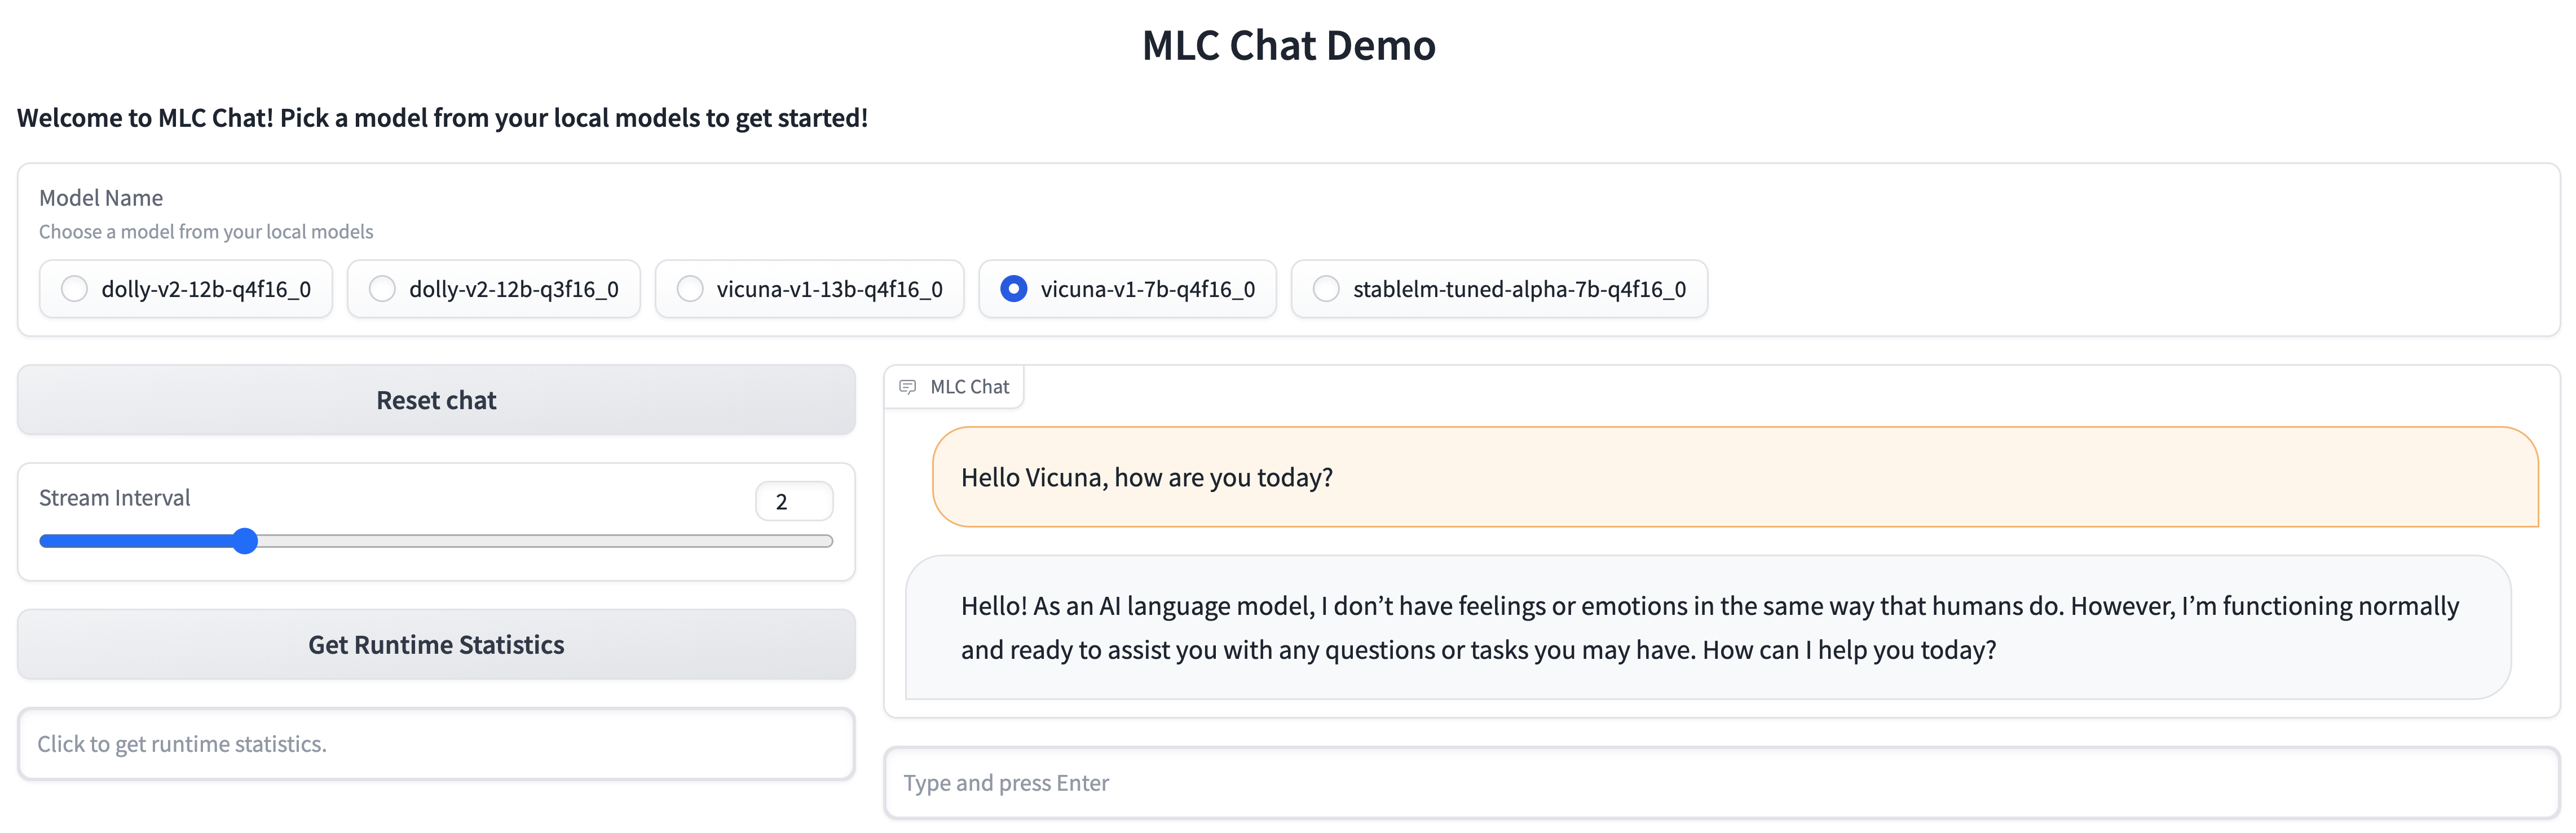 MLC Chat Demo
Welcome to MLC Chat! Pick a model from your local models to get started!
Model Name
Choose a model from your local models
dolly-v2-12b-q4f16_0
dolly-v2-12b-q3f16_0
vicuna-v1-13b-q4f16_0
vicuna-v1-7b-q4f16_0
stablelm-tuned-alpha-7b-q4f16_0
Reset chat
Stream Interval
2
Get Runtime Statistics
Click to get runtime statistics.
MLC Chat
Hello Vicuna, how are you today?
Hello! As an AI language model, I don’t have feelings or emotions in the same way that humans do. However, I’m functioning normally
and ready to assist you with any questions or tasks you may have. How can I help you today?
Type and press Enter